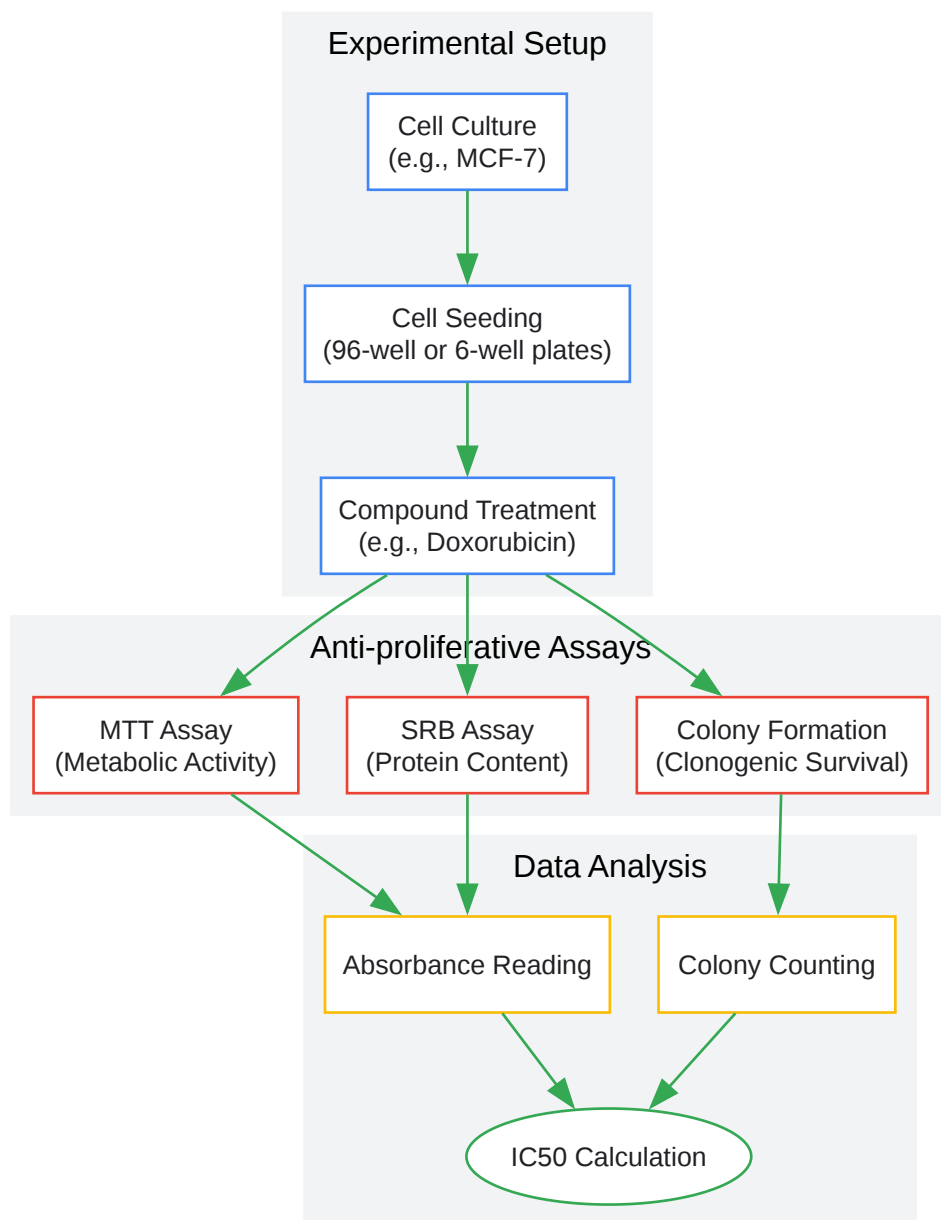 Experimental Setup
Cell Culture
(e.g., MCF-7)
Cell Seeding
(96-well or 6-well plates)
Compound Treatment
(e.g., Doxorubicin)
Anti-proliferative Assays
MTT Assay
(Metabolic Activity)
SRB Assay
(Protein Content)
Colony Formation
(Clonogenic Survival)
Data Analysis
Absorbance Reading
Colony Counting
IC50 Calculation